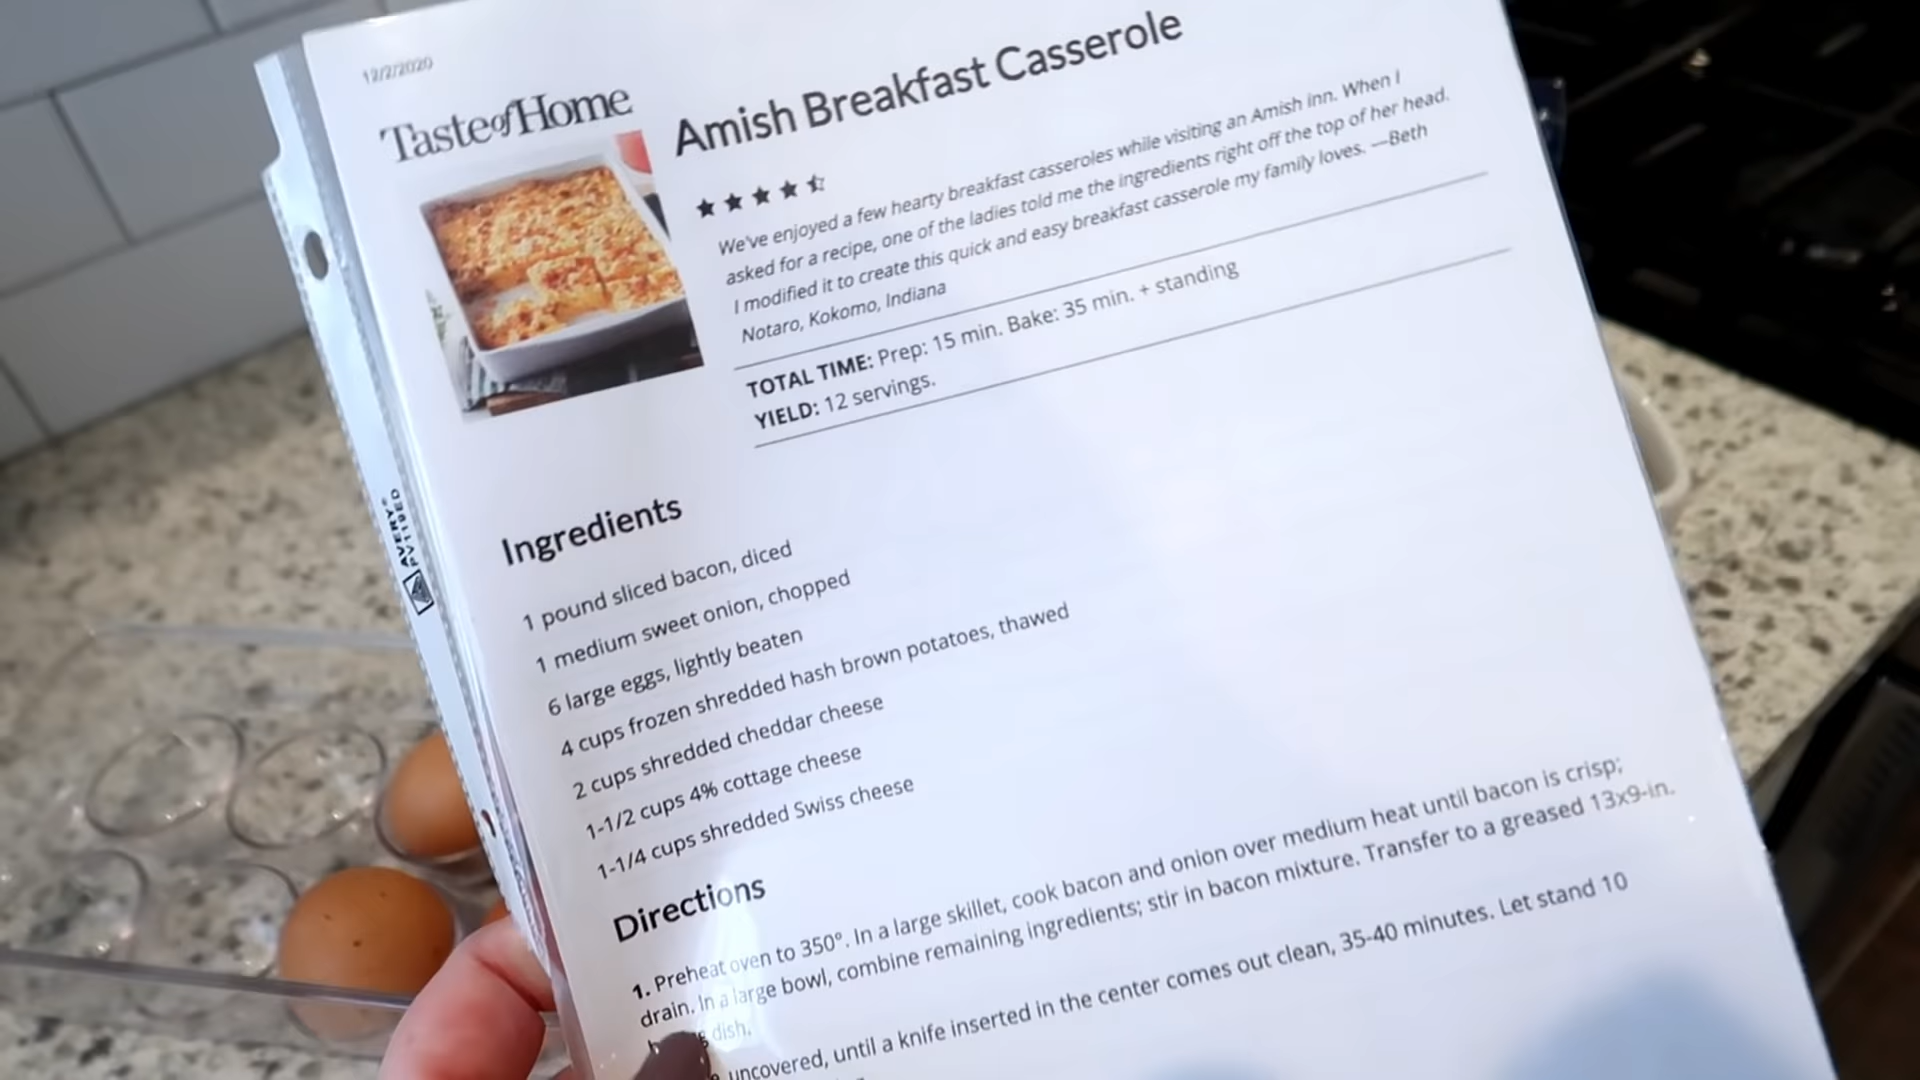 12/2/2020
Taste of Home
Amish Breakfast Casserole
We've enjoyed a few hearty breakfast casseroles while visiting an Amish inn. When I
asked for a recipe, one of the ladies told me the ingredients right off the top of her head.
I modified it to create this quick and easy breakfast casserole my family loves. —Beth
Notaro, Kokomo, Indiana
TOTAL TIME: Prep: 15 min. Bake: 35 min. + standing
YIELD: 12 servings.
Ingredients
1 pound sliced bacon, diced
1 medium sweet onion, chopped
6 large eggs, lightly beaten
4 cups frozen shredded hash brown potatoes, thawed
2 cups shredded cheddar cheese
1-1/2 cups 4% cottage cheese
1-1/4 cups shredded Swiss cheese
Directions
1. Preheat oven to 350°. In a large skillet, cook bacon and onion over medium heat until bacon is crisp;
drain. In a large bowl, combine remaining ingredients; stir in bacon mixture. Transfer to a greased 13x9-in.
dish.
uncovered, until a knife inserted in the center comes out clean, 35-40 minutes. Let stand 10
AVERY